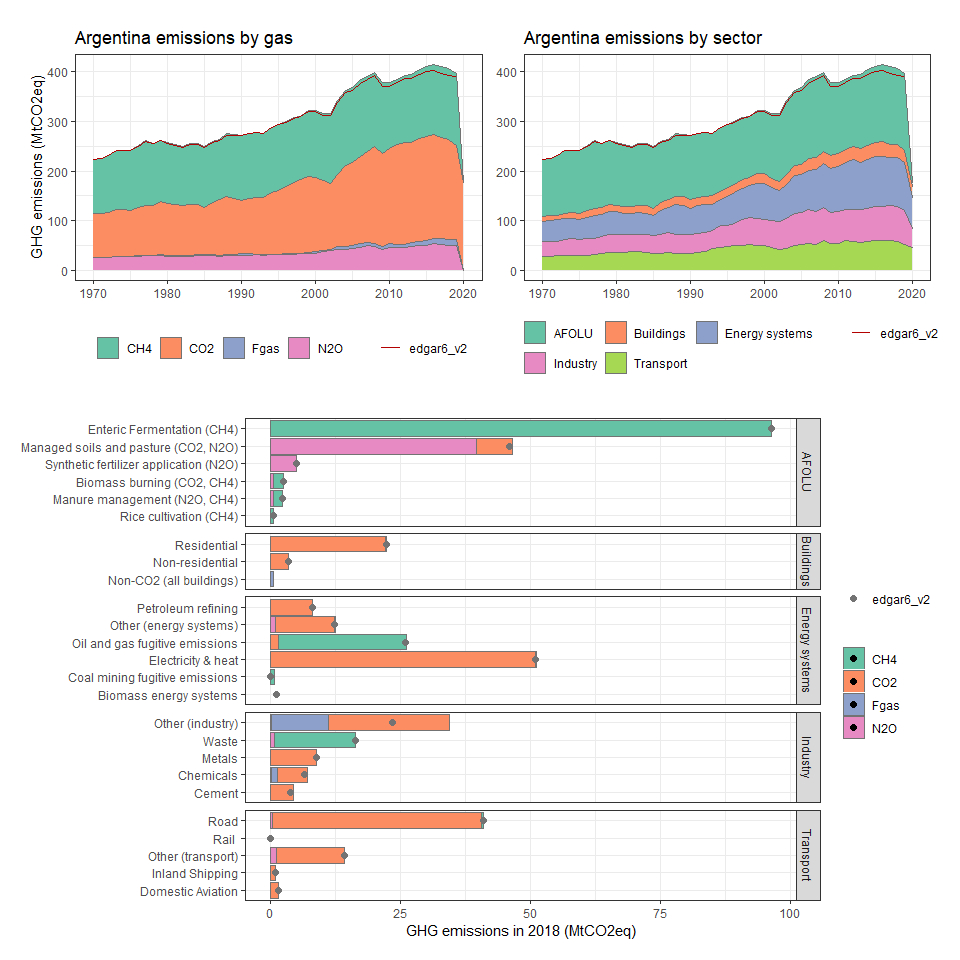 Argentina emissions by gas
Argentina emissions by sector
GHG emissions (MtCO2eq)
400
300
200
100
0
1970 1980 1990 2000 2010 2020
400
300
200
100
0
1970 1980 1990 2000 2010 2020
CH4 CO2 Fgas N2O edgar6_v2
AFOLU Buildings Energy systems edgar6_v2
Industry Transport
Enteric Fermentation (CH4)
Managed soils and pasture (CO2, N2O)
Synthetic fertilizer application (N2O)
Biomass burning (CO2, CH4)
Manure management (N2O, CH4)
Rice cultivation (CH4)
AFOLU
Residential
Non-residential
Non-CO2 (all buildings)
Buildings
Petroleum refining
Other (energy systems)
Oil and gas fugitive emissions
Electricity & heat
Coal mining fugitive emissions
Biomass energy systems
Energy systems
Other (industry)
Waste
Metals
Chemicals
Cement
Industry
Road
Rail
Other (transport)
Inland Shipping
Domestic Aviation
Transport
0 25 50 75 100
GHG emissions in 2018 (MtCO2eq)
edgar6_v2
CH4
CO2
Fgas
N2O